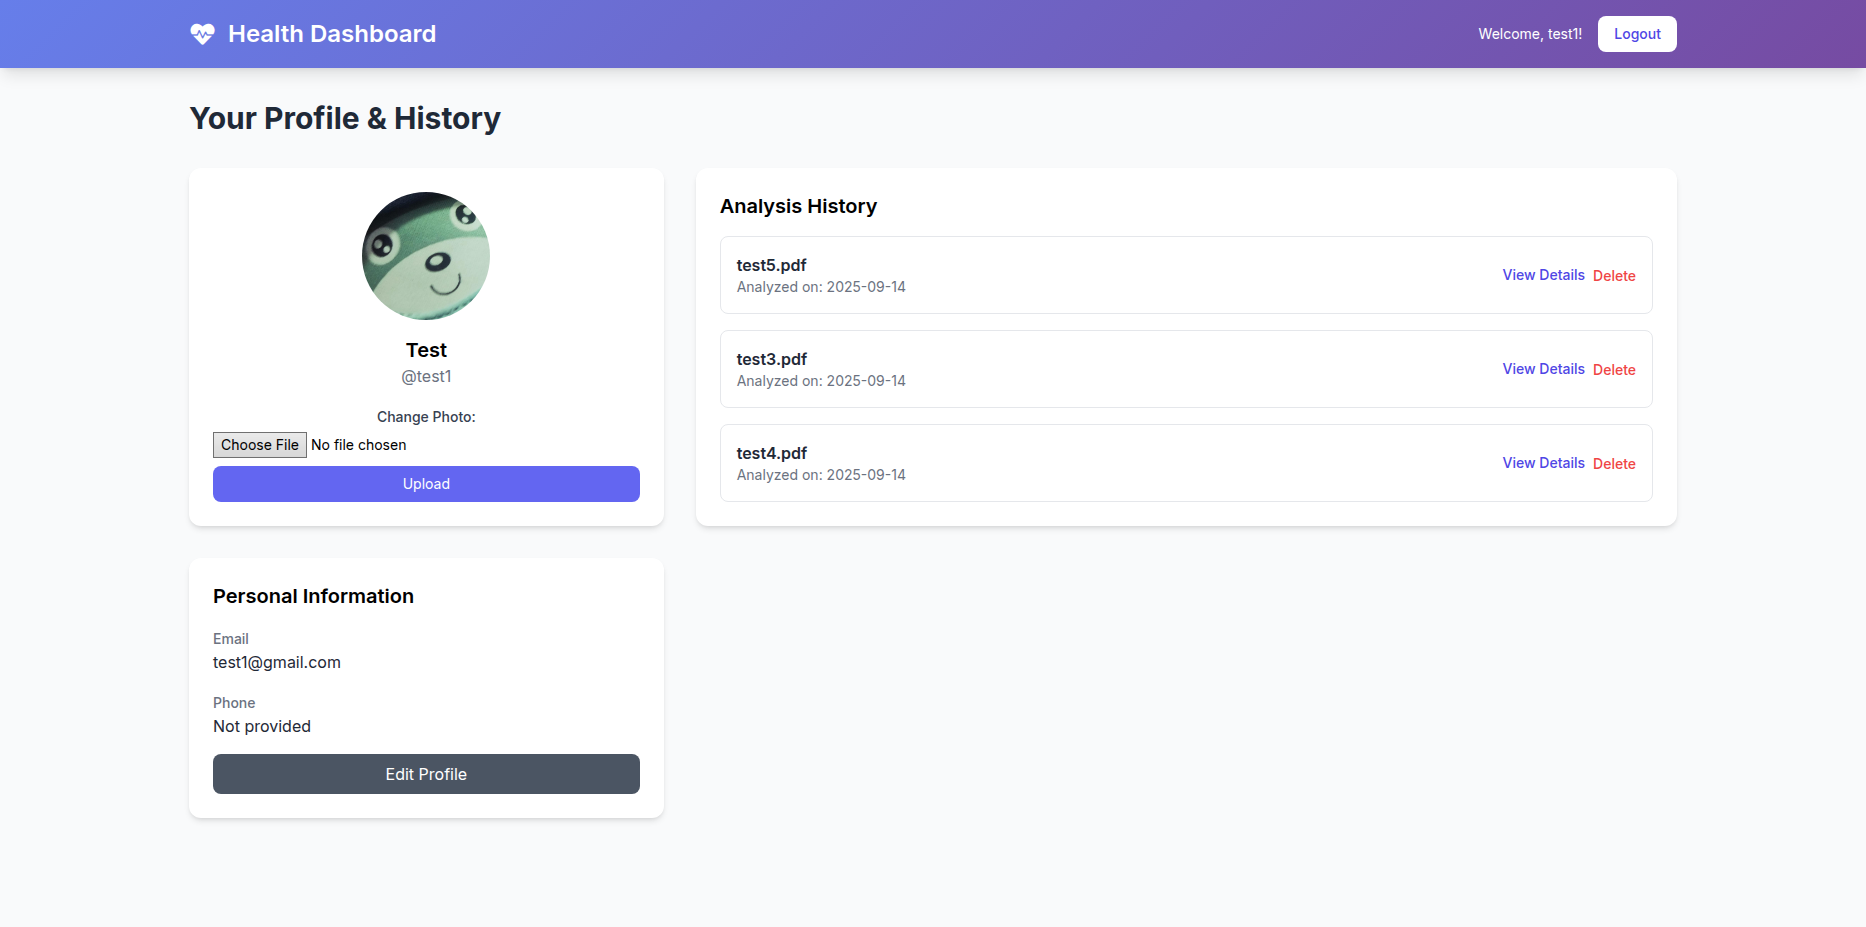 Health Dashboard
Welcome, test1!
Logout
Your Profile & History
Test
@test1
Change Photo:
Choose File No file chosen
Upload
Analysis History
test5.pdf
Analyzed on: 2025-09-14
View Details Delete
test3.pdf
Analyzed on: 2025-09-14
View Details Delete
test4.pdf
Analyzed on: 2025-09-14
View Details Delete
Personal Information
Email
test1@gmail.com
Phone
Not provided
Edit Profile